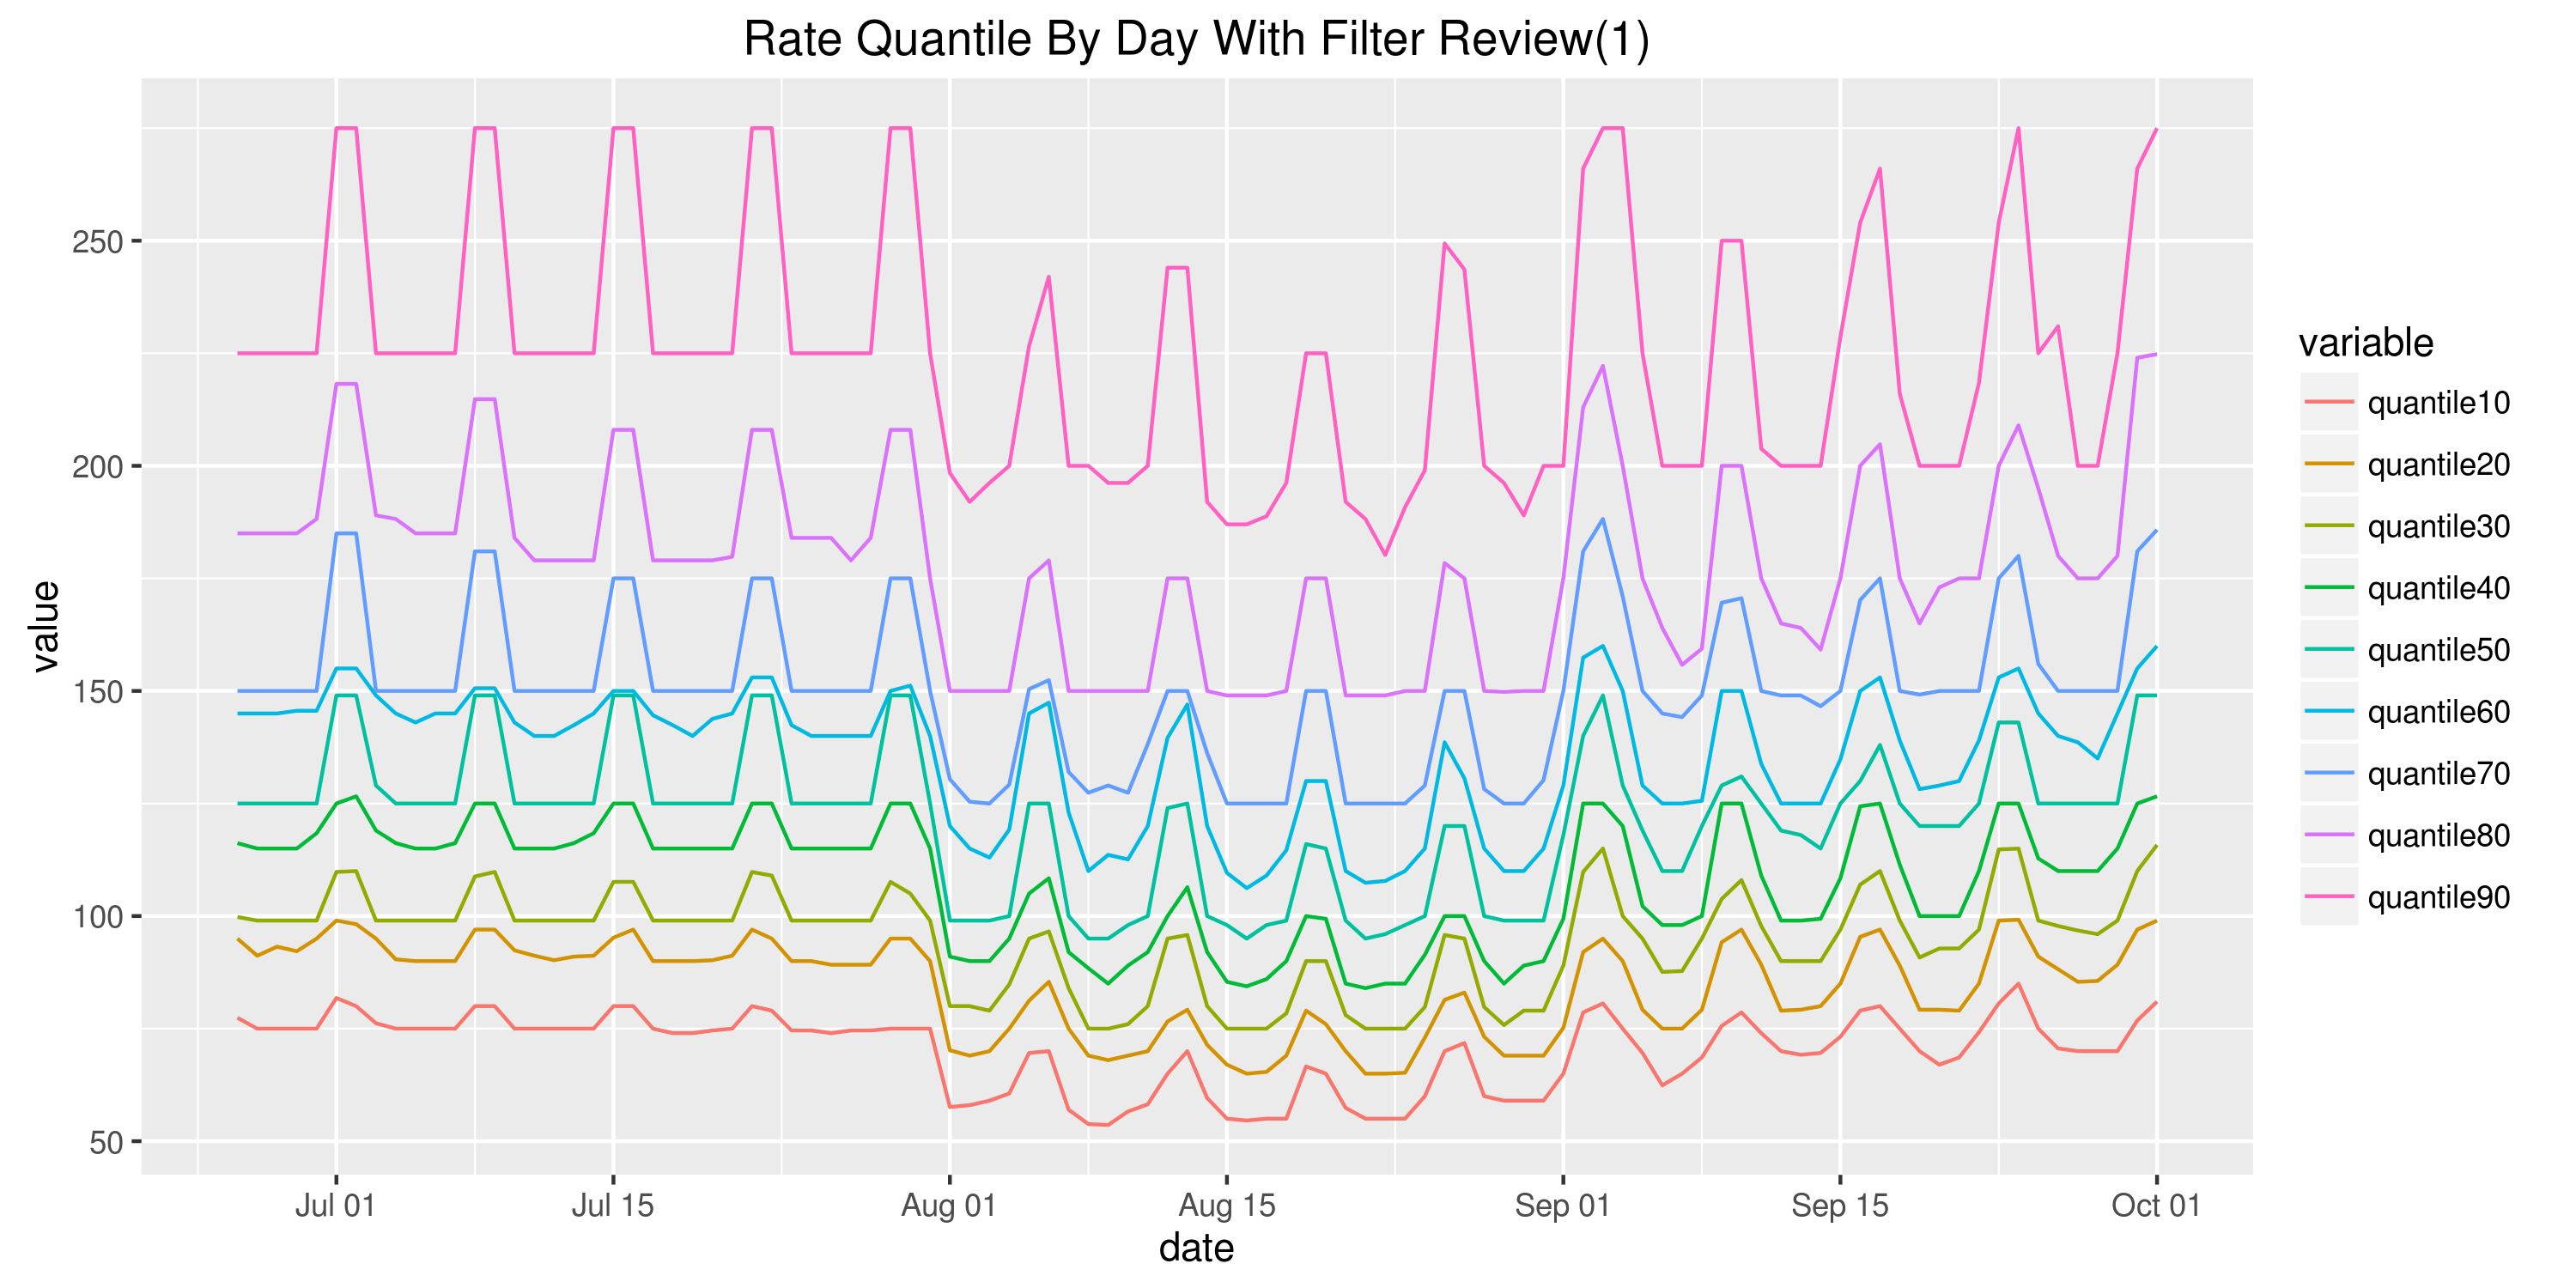 Rate Quantile By Day With Filter Review(1)
250
200
150
100
50
value
Jul 01
Jul 15
Aug 01
Aug 15
Sep 01
Sep 15
Oct 01
date
variable
quantile10
quantile20
quantile30
quantile40
quantile50
quantile60
quantile70
quantile80
quantile90